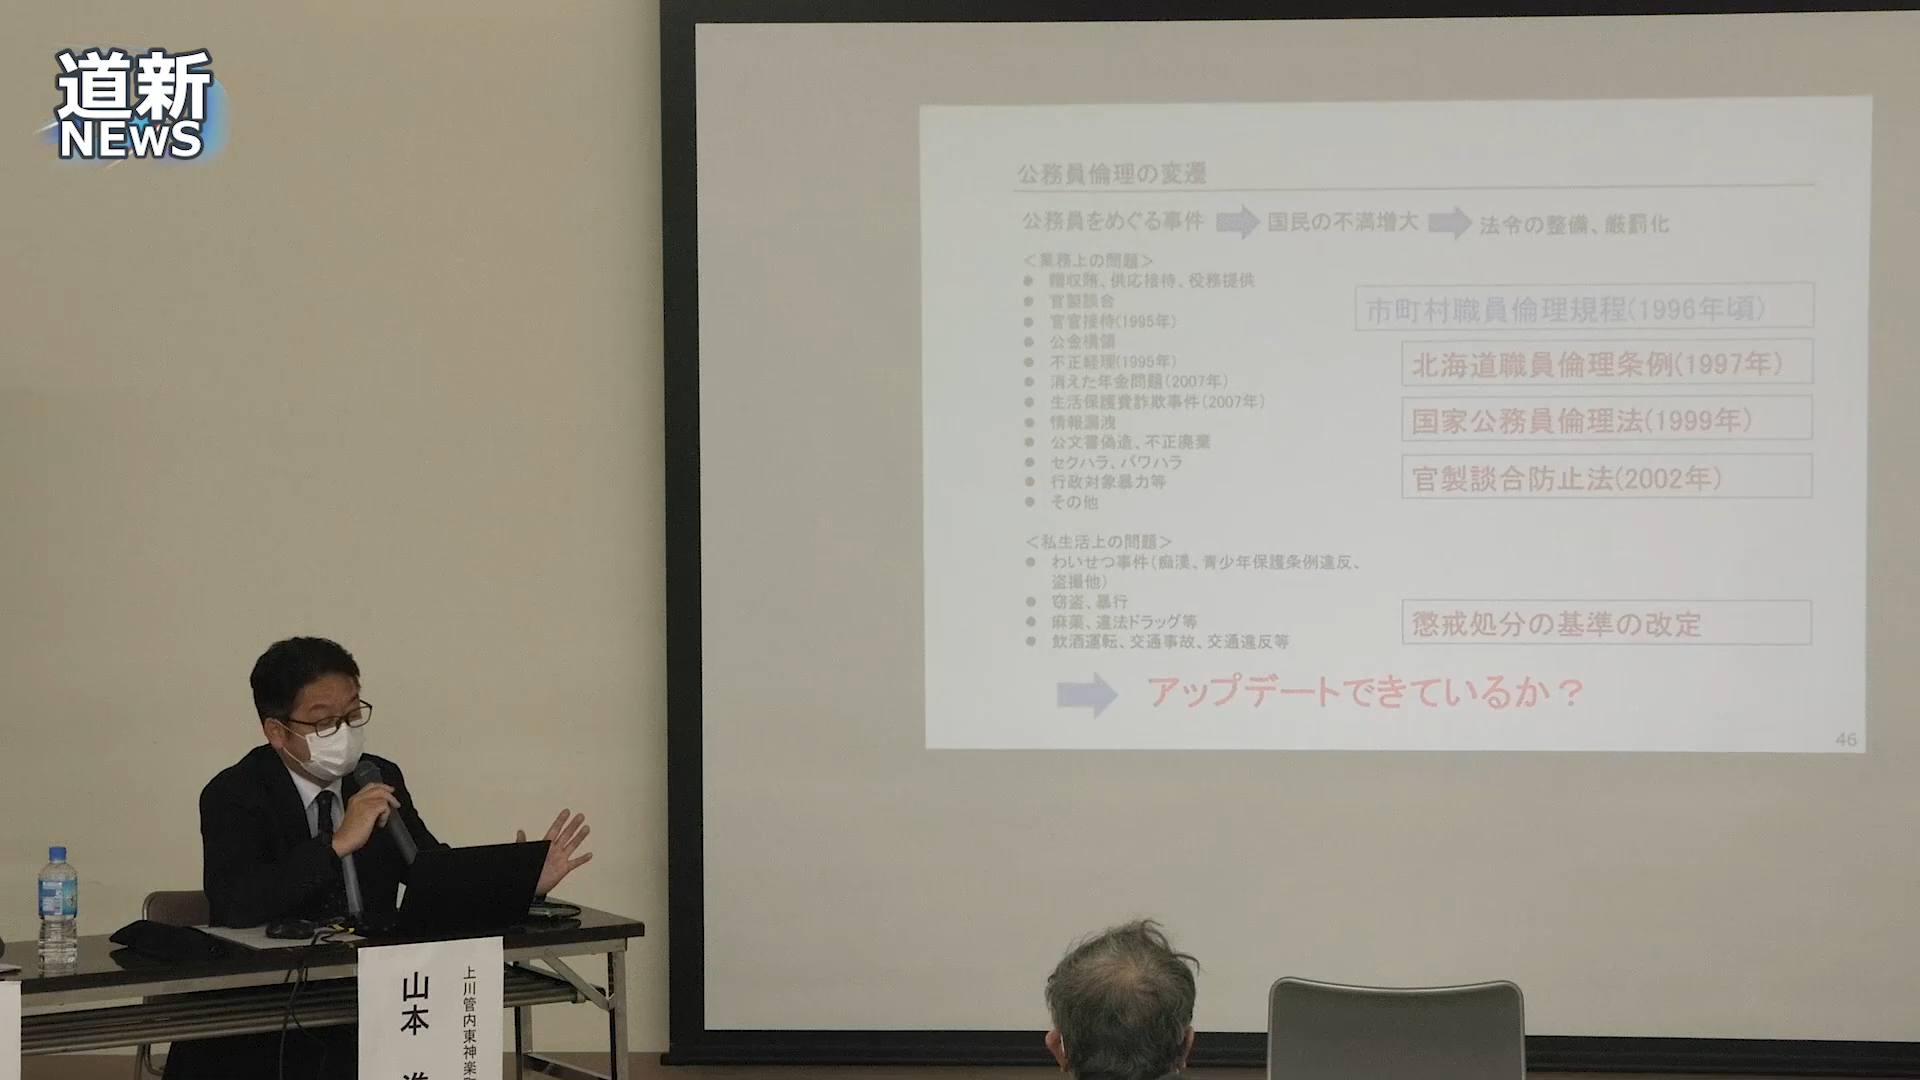 道新
NEWS
公務員倫理の変遷
公務員をめぐる事件 国民の不満増大 法令の整備、厳罰化
<業務上の問題>
● 贈収賄、供応接待、役務提供
● 官製談合
● 官官接待(1995年)
● 公金横領
● 不正経理(1995年)
● 消えた年金問題(2007年)
● 生活保護費詐欺事件(2007年)
● 情報漏洩
● 公文書偽造、不正廃棄
● セクハラ、パワハラ
● 行政対象暴力等
● その他
市町村職員倫理規程(1996年頃)
北海道職員倫理条例(1997年)
国家公務員倫理法(1999年)
官製談合防止法(2002年)
<私生活上の問題>
● わいせつ事件(痴漢、青少年保護条例違反、
盗撮他)
● 窃盗、暴行
● 麻薬、違法ドラッグ等
● 飲酒運転、交通事故、交通違反等
懲戒処分の基準の改定
アップデートできているか？
46
上川管内東神楽
山本